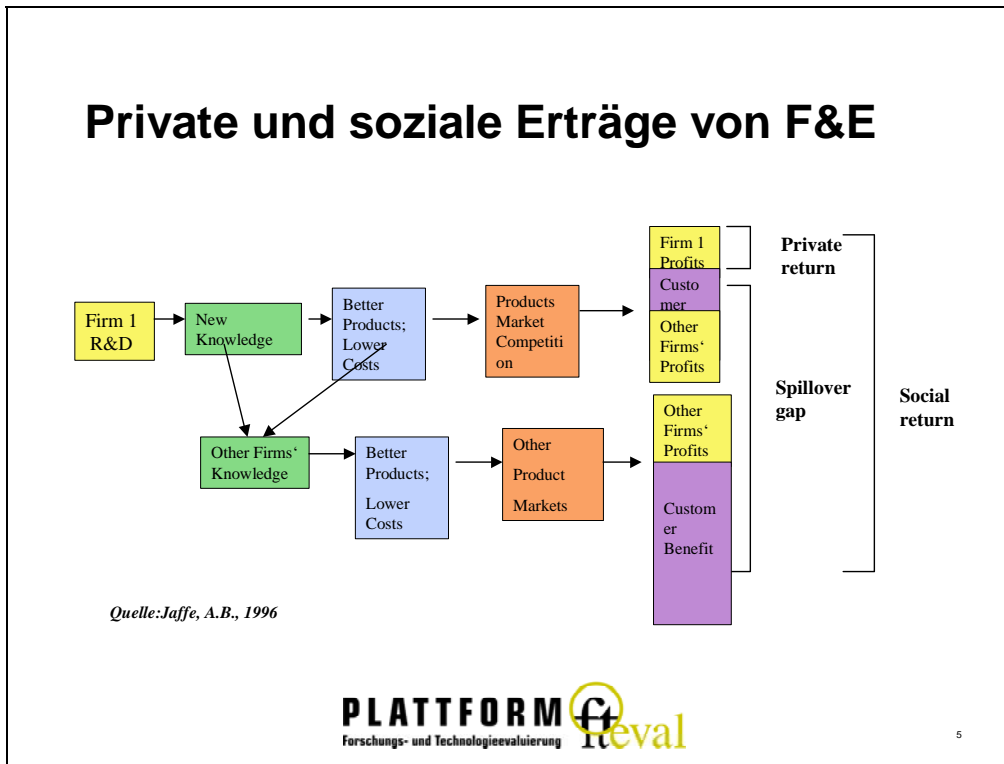 Private und soziale Erträge von F&E
Firm 1
R&D
New
Knowledge
Better
Products;
Lower
Costs
Products
Market
Competiti
on
Firm 1
Profits
Custo
mer
Other
Firms‘
Profits
Private
return
Spillover
gap
Social
return
Other Firms‘
Knowledge
Better
Products;
Lower
Costs
Other
Product
Markets
Other
Firms‘
Profits
Custom
er
Benefit
Quelle:Jaffe, A.B., 1996
PLATTFORM fteval
Forschungs- und Technologieevaluierung
5